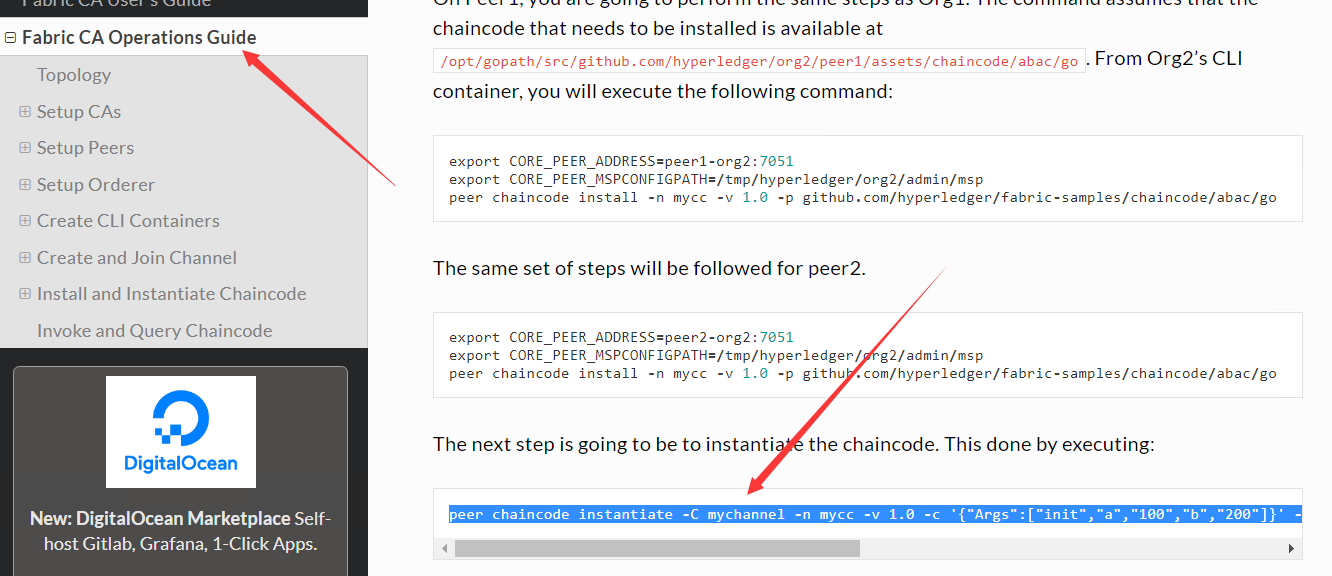 Fabric CA User's Guide
Fabric CA Operations Guide
Topology
Setup CAs
Setup Peers
Setup Orderer
Create CLI Containers
Create and Join Channel
Install and Instantiate Chaincode
Invoke and Query Chaincode
DigitalOcean
New: DigitalOcean Marketplace Self-
host Gitlab, Grafana, 1-Click Apps.
On Peer1, you are going to perform the same steps as Org1. The command assumes that the
chaincode that needs to be installed is available at
/opt/gopath/src/github.com/hyperledger/org2/peer1/assets/chaincode/abac/go . From Org2’s CLI
container, you will execute the following command:
export CORE_PEER_ADDRESS=peer1-org2:7051
export CORE_PEER_MSPCONFIGPATH=/tmp/hyperledger/org2/admin/msp
peer chaincode install -n mycc -v 1.0 -p github.com/hyperledger/fabric-samples/chaincode/abac/go
The same set of steps will be followed for peer2.
export CORE_PEER_ADDRESS=peer2-org2:7051
export CORE_PEER_MSPCONFIGPATH=/tmp/hyperledger/org2/admin/msp
peer chaincode install -n mycc -v 1.0 -p github.com/hyperledger/fabric-samples/chaincode/abac/go
The next step is going to be to instantiate the chaincode. This done by executing:
peer chaincode instantiate -C mychannel -n mycc -v 1.0 -c '{"Args":["init","a","100","b","200"]}' -